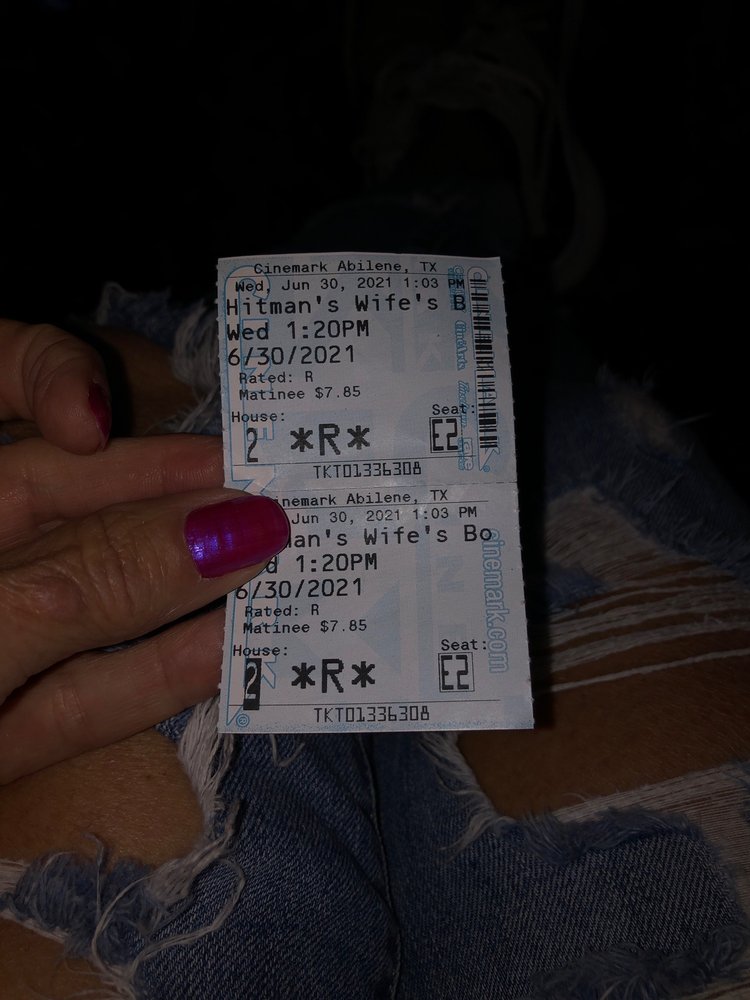 Cinemark Abilene, TX
Wed, Jun 30, 2021 1:03 PM
Hitman's Wife's B
Wed 1:20PM
6/30/2021
Rated: R
Matinee $7.85
House: Seat:
2 *R* E2
TKT01336308
inemark Abilene, TX
Jun 30, 2021 1:03 PM
man's Wife's Bo
d 1:20PM
6/30/2021
Rated: R
Matinee $7.85
House: Seat:
2 *R* E2
TKT01336308
cinemark.com